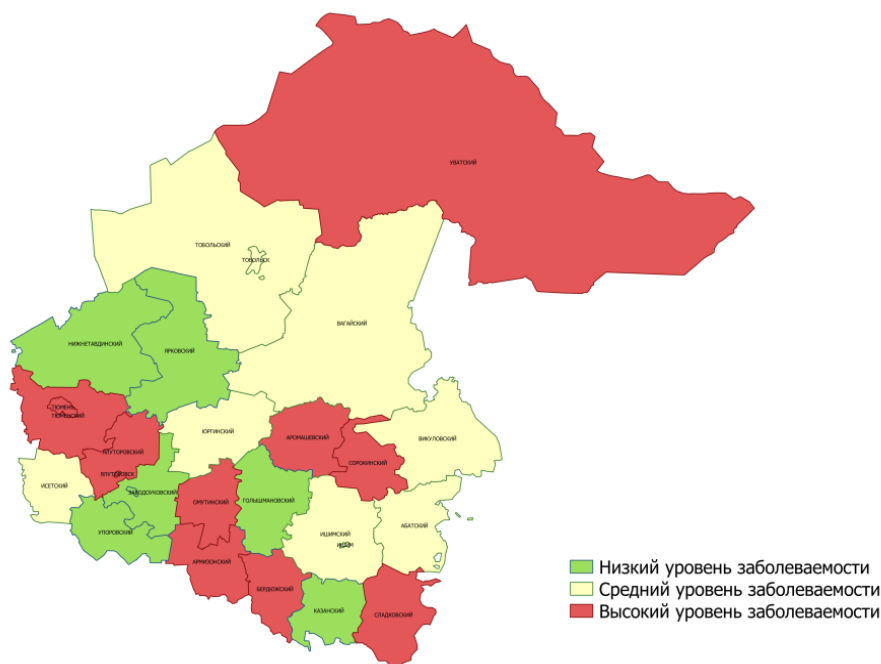 УВАТСКИЙ
ТОБОЛЬСКИЙ
ТОБОЛЬСК
ВАГАЙСКИЙ
НИЖНЕТАВДИНСКИЙ
ЯРКОВСКИЙ
ТЮМЕНЬ
ТЮМЕНСКИЙ
ЮРГИНСКИЙ
АРОМАШЕВСКИЙ
ВИКУЛОВСКИЙ
СОРОКИНСКИЙ
ЯЛУТОРОВСКИЙ
ЯЛУТОРОВСК
ИСЕТСКИЙ
ЗАВОДОУКОВСКИЙ
ОМУТИНСКИЙ
ГОЛЫШМАНОВСКИЙ
УПОРОВСКИЙ
ИШИМСКИЙ
ИШИМ
АБАТСКИЙ
АРМИЗОНСКИЙ
БЕРДЮЖСКИЙ
КАЗАНСКИЙ
СЛАДКОВСКИЙ
Низкий уровень заболеваемости
Средний уровень заболеваемости
Высокий уровень заболеваемости